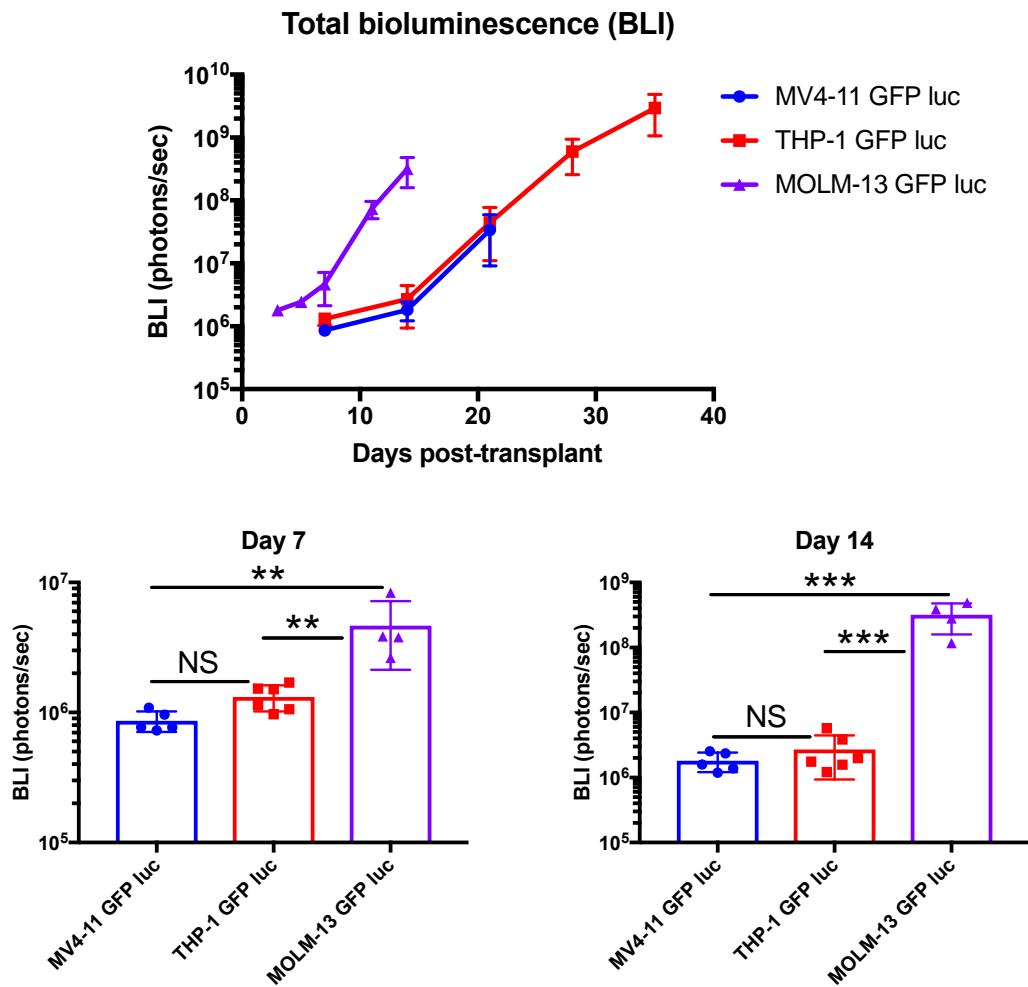 Total bioluminescence (BLI)
10¹⁰
10⁹
10⁸
10⁷
10⁶
10⁵
BLI (photons/sec)
0 10 20 30 40
Days post-transplant
MV4-11 GFP luc
THP-1 GFP luc
MOLM-13 GFP luc
Day 7
**
**
NS
10⁷
10⁶
10⁵
BLI (photons/sec)
MV4-11 GFP luc
THP-1 GFP luc
MOLM-13 GFP luc
Day 14
***
***
NS
10⁹
10⁸
10⁷
10⁶
10⁵
BLI (photons/sec)
MV4-11 GFP luc
THP-1 GFP luc
MOLM-13 GFP luc